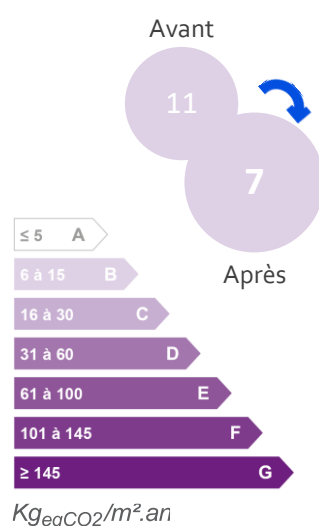 Avant
11
7
Après
≤ 5 A
6 à 15 B
16 à 30 C
31 à 60 D
61 à 100 E
101 à 145 F
≥ 145 G
KgeqCO2/m².an